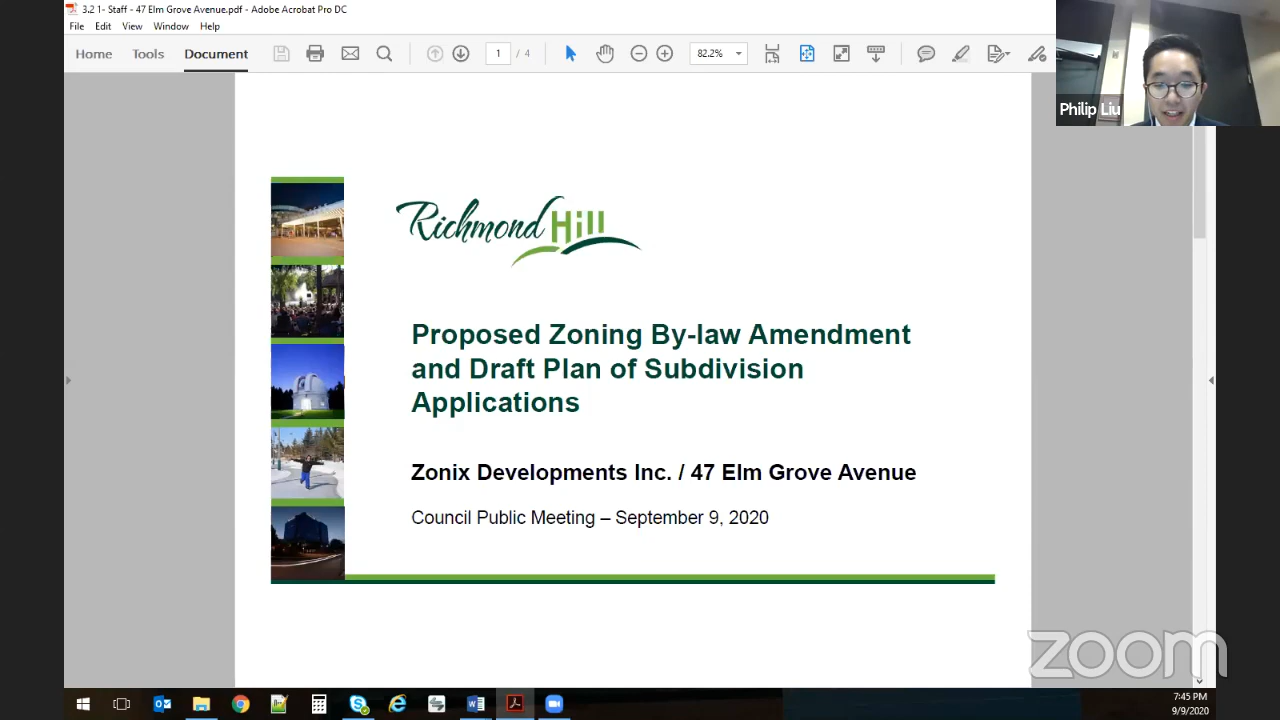 3.2 1- Staff - 47 Elm Grove Avenue.pdf - Adobe Acrobat Pro DC
File Edit View Window Help
Home Tools Document 1 / 4 82.2%
Philip Liu
Richmond Hill
Proposed Zoning By-law Amendment
and Draft Plan of Subdivision
Applications
Zonix Developments Inc. / 47 Elm Grove Avenue
Council Public Meeting – September 9, 2020
zoom
7:45 PM
9/9/2020